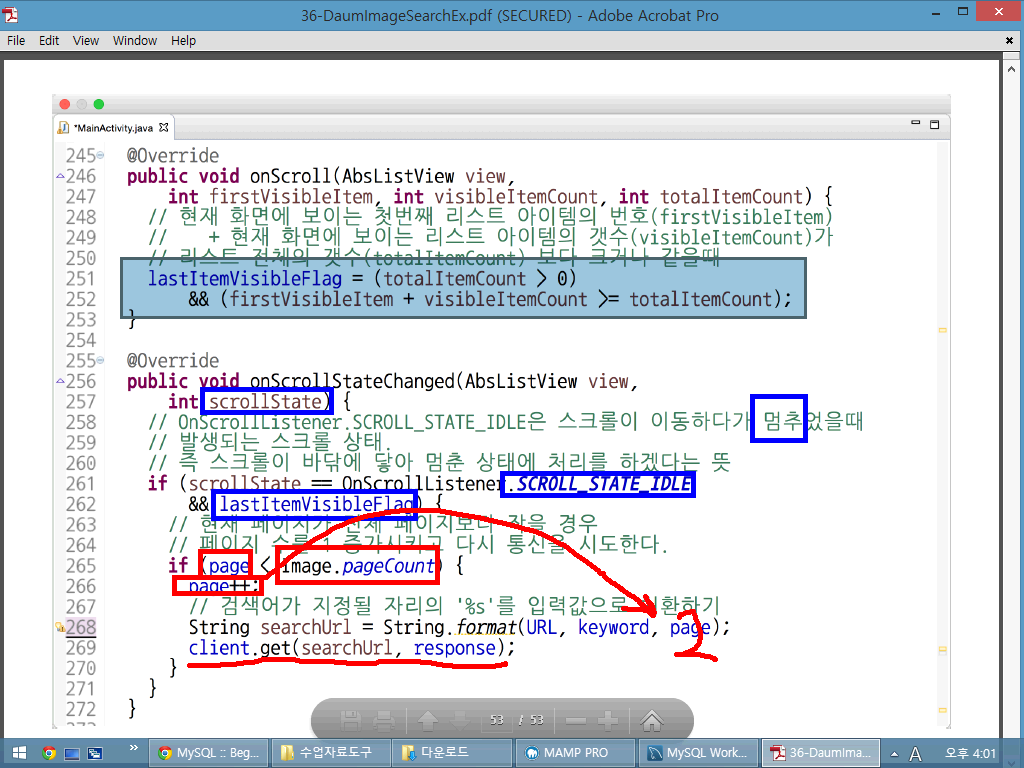 36-DaumImageSearchEx.pdf (SECURED) - Adobe Acrobat Pro
File Edit View Window Help
*MainActivity.java
245 @Override
246 public void onScroll(AbsListView view,
247 int firstVisibleItem, int visibleItemCount, int totalItemCount) {
248 // 현재 화면에 보이는 첫번째 리스트 아이템의 번호(firstVisibleItem)
249 // + 현재 화면에 보이는 리스트 아이템의 갯수(visibleItemCount)가
250 // 리스트 전체의 갯수(totalItemCount) 보다 크거나 같을때
251 lastItemVisibleFlag = (totalItemCount > 0)
252 && (firstVisibleItem + visibleItemCount >= totalItemCount);
253 }
254
255 @Override
256 public void onScrollStateChanged(AbsListView view,
257 int scrollState) {
258 // OnScrollListener.SCROLL_STATE_IDLE은 스크롤이 이동하다가 멈추었을때
259 // 발생되는 스크롤 상태.
260 // 즉 스크롤이 바닦에 닿아 멈춘 상태에 처리를 하겠다는 뜻
261 if (scrollState == OnScrollListener.SCROLL_STATE_IDLE
262 && lastItemVisibleFlag) {
263 // 현재 페이지가 전체 페이지보다 작을 경우
264 // 페이지 수를 1 증가시키고 다시 통신을 시도한다.
265 if (page < Image.pageCount) {
266 page++;
267 // 검색어가 지정될 자리의 '%s'를 입력값으로 치환하기
268 String searchUrl = String.format(URL, keyword, page);
269 client.get(searchUrl, response);
270 }
271 }
272 }
2
53 / 53
MySQL :: Beg... 수업자료도구 다운로드 MAMP PRO MySQL Work... 36-DaumIma... A 오후 4:01